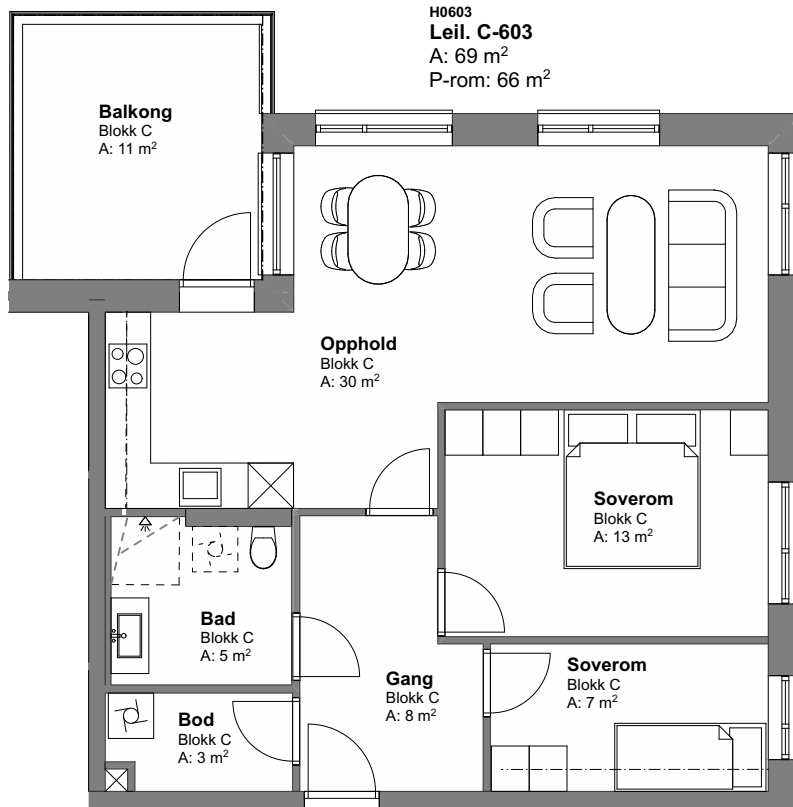 H0603
Leil. C-603
A: 69 m²
P-rom: 66 m²
Balkong
Blokk C
A: 11 m²
Opphold
Blokk C
A: 30 m²
Soverom
Blokk C
A: 13 m²
Bad
Blokk C
A: 5 m²
Soverom
Blokk C
A: 7 m²
Gang
Blokk C
A: 8 m²
Bod
Blokk C
A: 3 m²